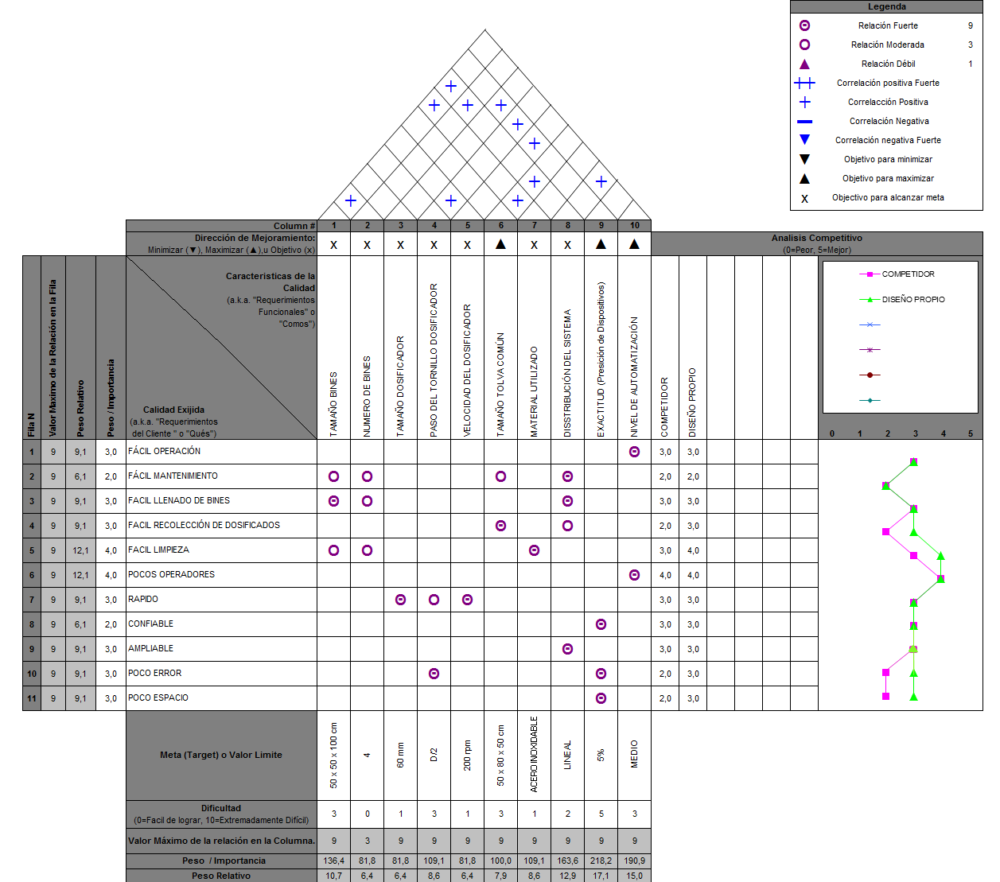 Legenda
Relación Fuerte 9
Relación Moderada 3
Relación Débil 1
Correlación positiva Fuerte
Correlacción Positiva
Correlación Negativa
Correlación negativa Fuerte
Objetivo para minimizar
Objetivo para maximizar
x Objectivo para alcanzar meta
Column # 1 2 3 4 5 6 7 8 9 10
Dirección de Mejoramiento:
Minimizar (▼), Maximizar (▲),u Objetivo (x)
x x x x x ▲ x x ▲ ▲
Analisis Competitivo
(0=Peor, 5=Mejor)
Fila N
Valor Maximo de la Relación en la Fila
Peso Relativo
Peso / Importancia
Caracteristicas de la
Calidad
(a.k.a. "Requerimientos
Funcionales" o
"Comos")
Calidad Exijida
(a.k.a. "Requerimientos
del Cliente " o "Qués")
TAMAÑO BINES
NUMERO DE BINES
TAMAÑO DOSIFICADOR
PASO DEL TORNILLO DOSIFICADOR
VELOCIDAD DEL DOSIFICADOR
TAMAÑO TOLVA COMÚN
MATERIAL UTILIZADO
DISSTRIBUCIÓN DEL SISTEMA
EXACTITUD (Presición de Dispositivos)
NIVEL DE AUTOMATIZACIÓN
COMPETIDOR
DISEÑO PROPIO
COMPETIDOR
DISEÑO PROPIO
0 1 2 3 4 5
1 9 9,1 3,0 FÁCIL OPERACIÓN 3,0 3,0
2 9 6,1 2,0 FÁCIL MANTENIMIENTO 2,0 2,0
3 9 9,1 3,0 FACIL LLENADO DE BINES 3,0 3,0
4 9 9,1 3,0 FACIL RECOLECCIÓN DE DOSIFICADOS 2,0 3,0
5 9 12,1 4,0 FACIL LIMPIEZA 3,0 4,0
6 9 12,1 4,0 POCOS OPERADORES 4,0 4,0
7 9 9,1 3,0 RAPIDO 3,0 3,0
8 9 6,1 2,0 CONFIABLE 3,0 3,0
9 9 9,1 3,0 AMPLIABLE 3,0 3,0
10 9 9,1 3,0 POCO ERROR 2,0 3,0
11 9 9,1 3,0 POCO ESPACIO 2,0 3,0
Meta (Target) o Valor Limite
50 x 50 x 100 cm
4
60 mm
D/2
200 rpm
50 x 80 x 50 cm
ACERO INOXIDABLE
LINEAL
5%
MEDIO
Dificultad
(0=Facil de lograr, 10=Extremadamente Difícil)
3 0 1 3 1 3 1 2 5 3
Valor Máximo de la relación en la Columna. 9 3 9 9 9 9 9 9 9 9
Peso / Importancia 136,4 81,8 81,8 109,1 81,8 100,0 109,1 163,6 218,2 190,9
Peso Relativo 10,7 6,4 6,4 8,6 6,4 7,9 8,6 12,9 17,1 15,0